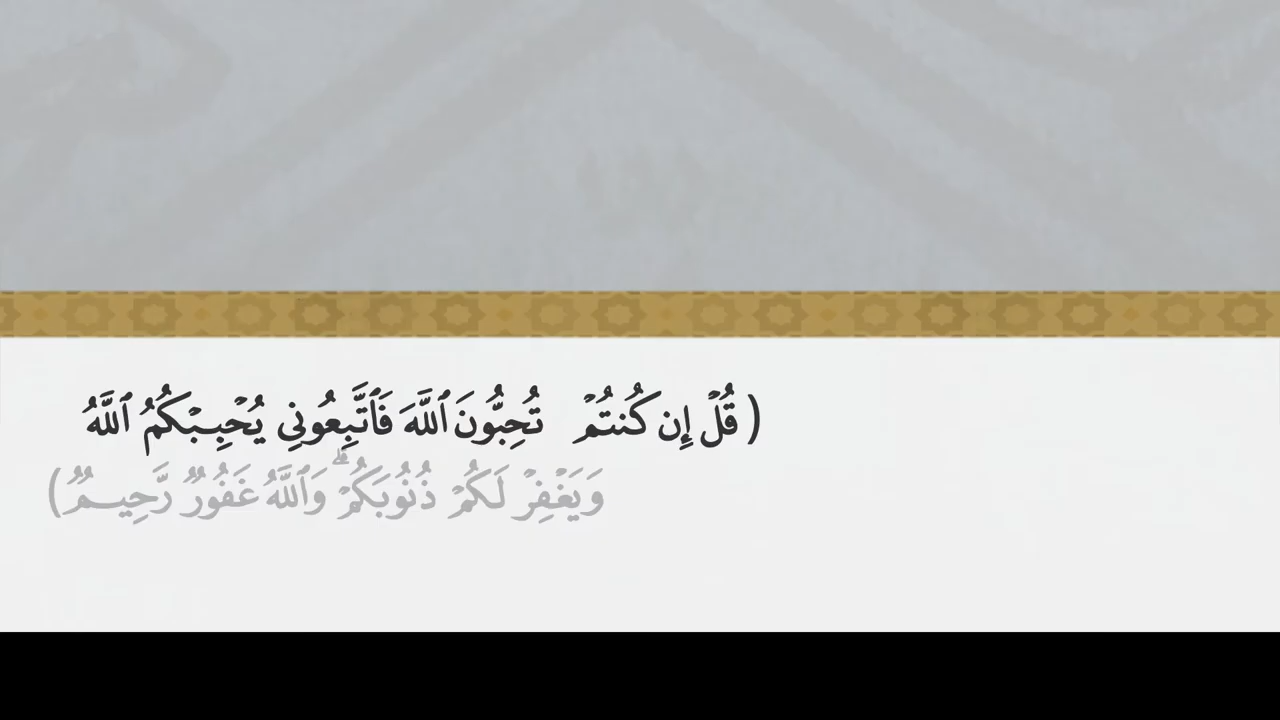 (قُلْ إِن كُنتُمْ تُحِبُّونَ ٱللَّهَ فَٱتَّبِعُونِي يُحْبِبْكُمُ ٱللَّهُ
وَيَغْفِرْ لَكُمْ ذُنُوبَكُمْ ۗ وَٱللَّهُ غَفُورٌ رَّحِيمٌ)